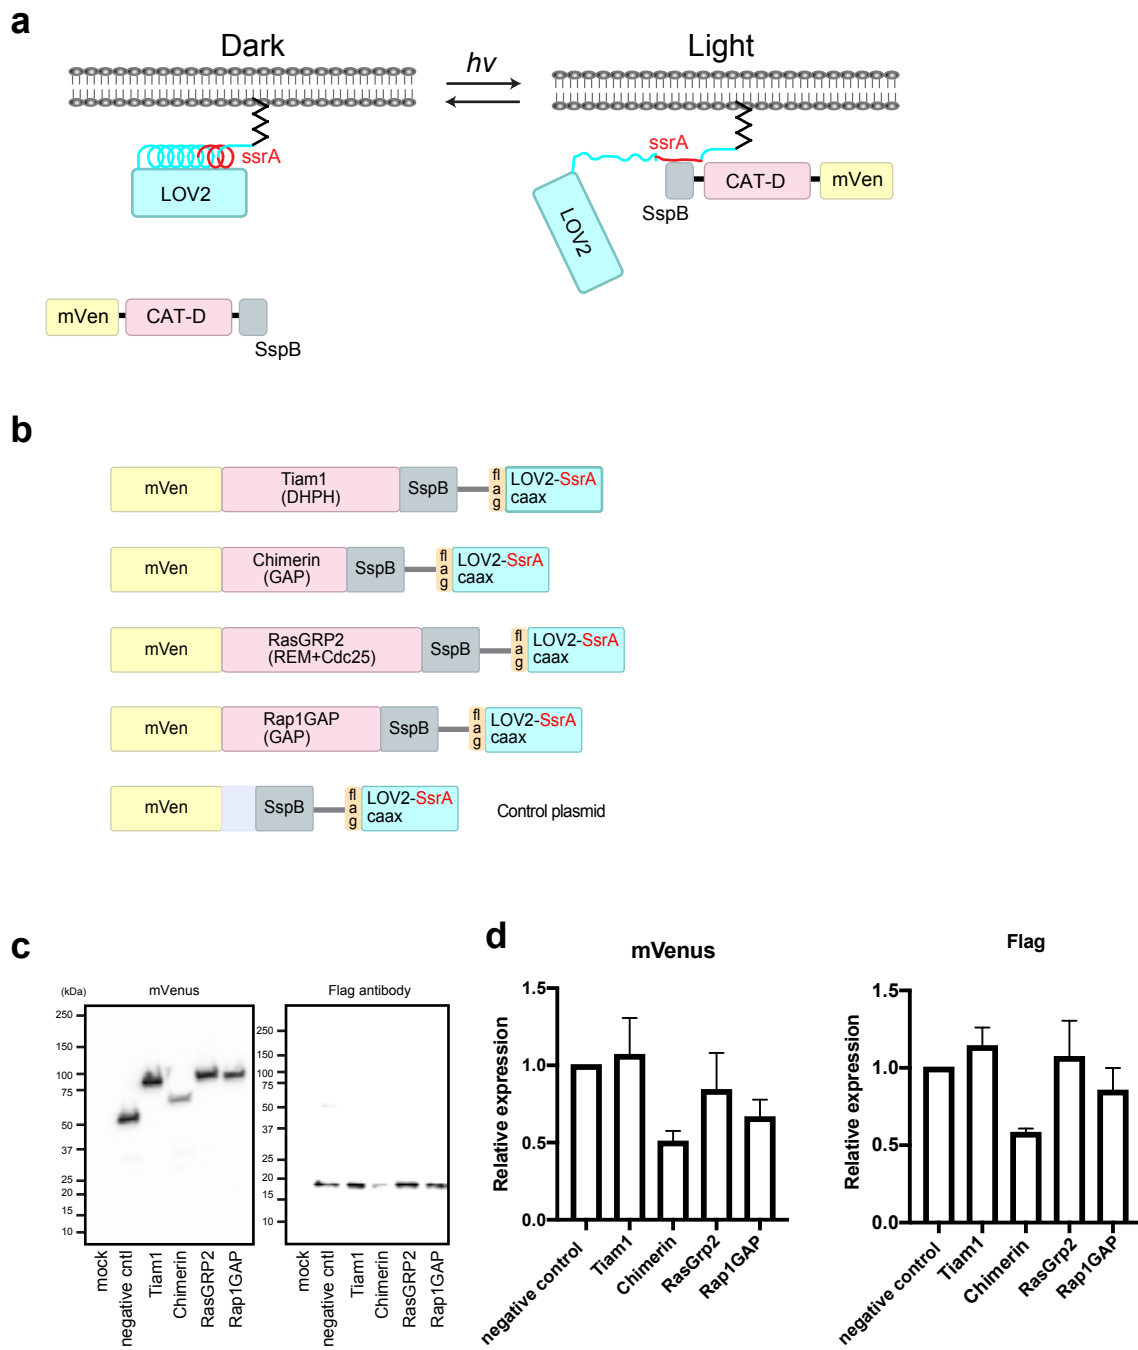 a
Dark
hv
Light
ssrA
LOV2
ssrA
LOV2
SspB
CAT-D
mVen
mVen
CAT-D
SspB
b
mVen
Tiam1
(DHPH)
SspB
flag
LOV2-SsrA
caax
mVen
Chimerin
(GAP)
SspB
flag
LOV2-SsrA
caax
mVen
RasGRP2
(REM+Cdc25)
SspB
flag
LOV2-SsrA
caax
mVen
Rap1GAP
(GAP)
SspB
flag
LOV2-SsrA
caax
mVen
SspB
flag
LOV2-SsrA
caax
Control plasmid
c
(kDa)
mVenus
250
150
100
75
50
37
25
20
15
10
mock
negative cntl
Tiam1
Chimerin
RasGRP2
Rap1GAP
Flag antibody
250
150
100
75
50
37
25
20
15
10
mock
negative cntl
Tiam1
Chimerin
RasGRP2
Rap1GAP
d
mVenus
Relative expression
1.5
1.0
0.5
0.0
negative control
Tiam1
Chimerin
RasGrp2
Rap1GAP
Flag
Relative expression
1.5
1.0
0.5
0.0
negative control
Tiam1
Chimerin
RasGrp2
Rap1GAP